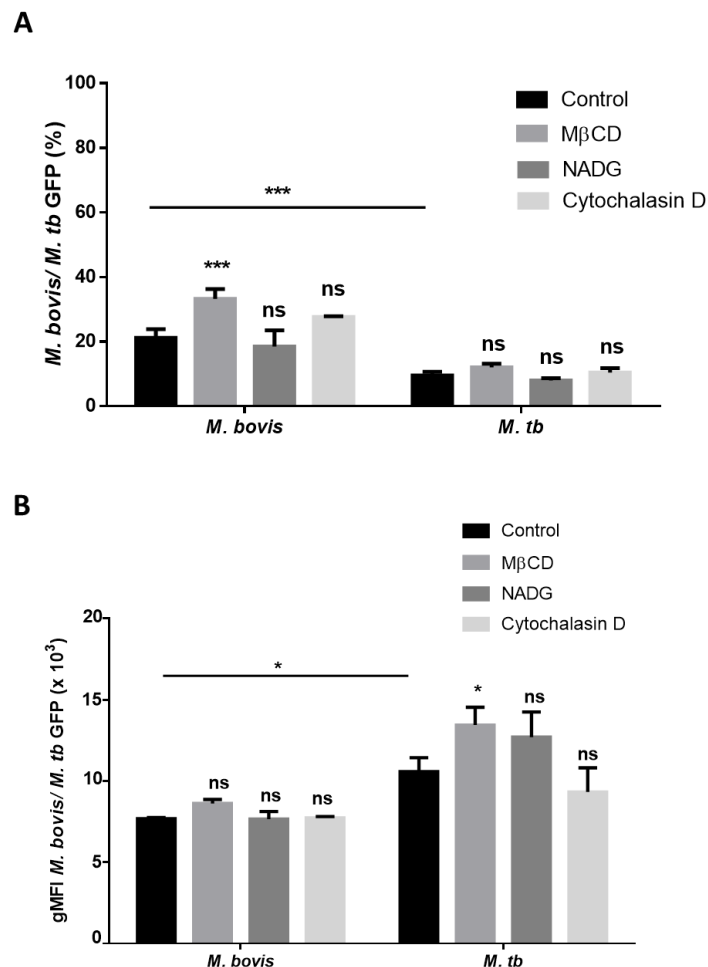 A
M. bovis/ M. tb GFP (%)
100
80
60
40
20
0
Control
MβCD
NADG
Cytochalasin D
***
***
ns
ns
ns
ns
ns
M. bovis
M. tb
B
gMFI M. bovis/ M. tb GFP (x 10³)
20
15
10
5
0
Control
MβCD
NADG
Cytochalasin D
*
ns
ns
ns
*
ns
ns
M. bovis
M. tb